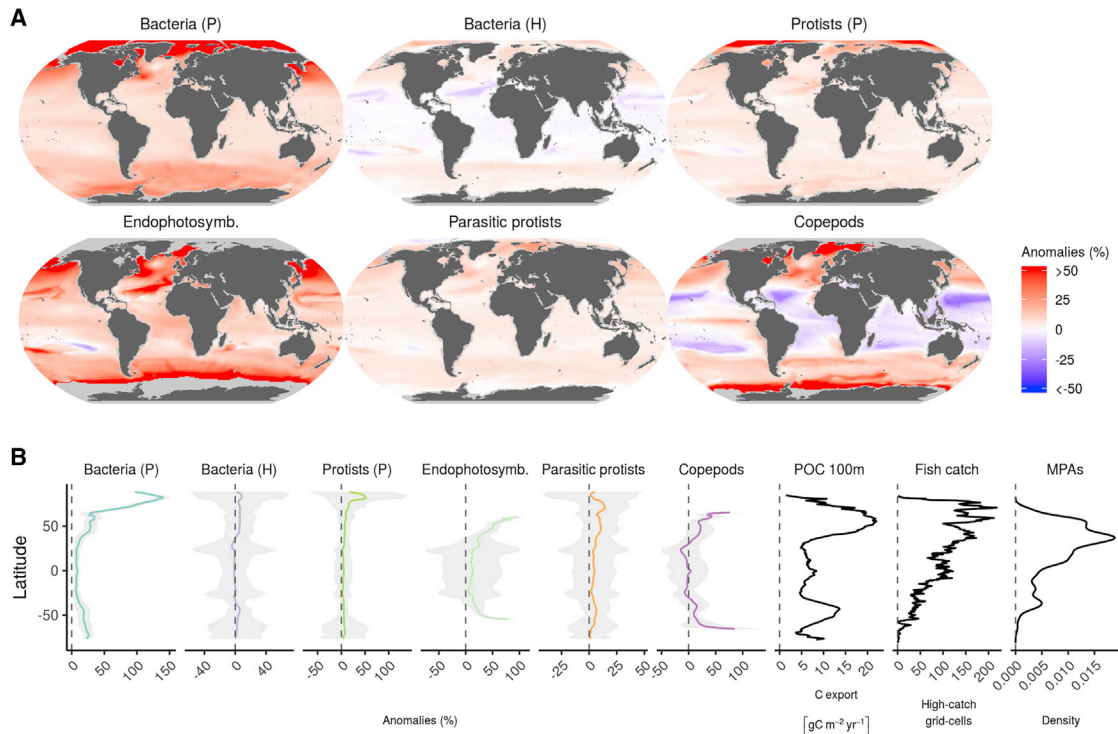 A
Bacteria (P) Bacteria (H) Protists (P)
Endophotosymb. Parasitic protists Copepods
Anomalies (%)
>50
25
0
-25
<-50
B
Bacteria (P) Bacteria (H) Protists (P) Endophotosymb. Parasitic protists Copepods POC 100m Fish catch MPAs
Latitude
50
0
-50
0 50 100 150 -40 0 40 -50 0 50 100 -50 0 50 100 -25 0 25 50 -50 0 50 100 0 5 10 15 20 0 50 100 150 200 0.000 0.005 0.010 0.015
Anomalies (%)
C export
[gC m−2 yr−1]
High-catch
grid-cells
Density